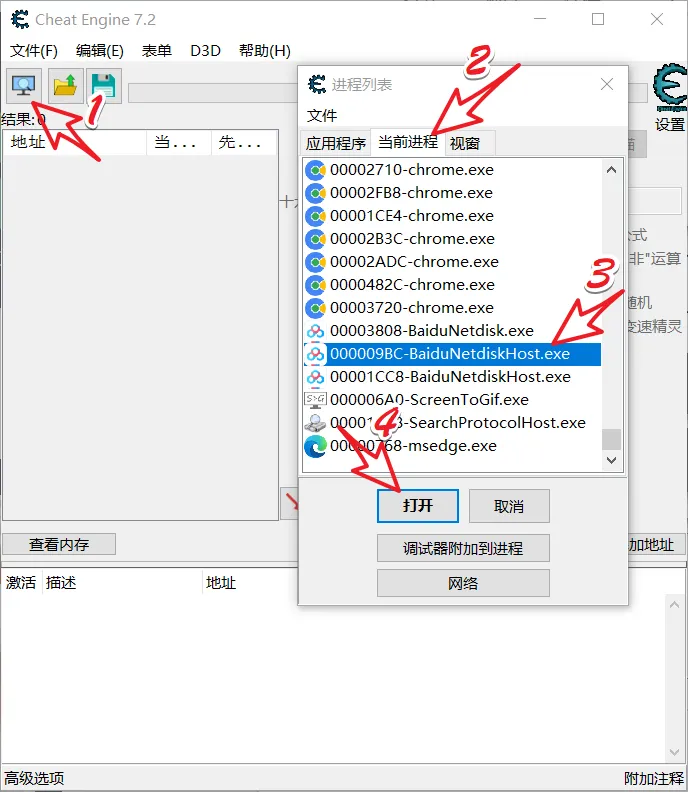 Cheat Engine 7.2
文件(F) 编辑(E) 表单 D3D 帮助(H)
1
结果:0
地址 当... 先...
设置
公式
"非"运算
随机
变速精灵
查看内存
加地址
激活 描述 地址
高级选项 附加注释
进程列表
2
文件
应用程序 当前进程 视窗
00002710-chrome.exe
00002FB8-chrome.exe
00001CE4-chrome.exe
00002B3C-chrome.exe
00002ADC-chrome.exe
0000482C-chrome.exe
3
00003720-chrome.exe
00003808-BaiduNetdisk.exe
000009BC-BaiduNetdiskHost.exe
00001CC8-BaiduNetdiskHost.exe
000006A0-ScreenToGif.exe
SearchProtocolHost.exe
4
00000768-msedge.exe
打开 取消
调试器附加到进程
网络